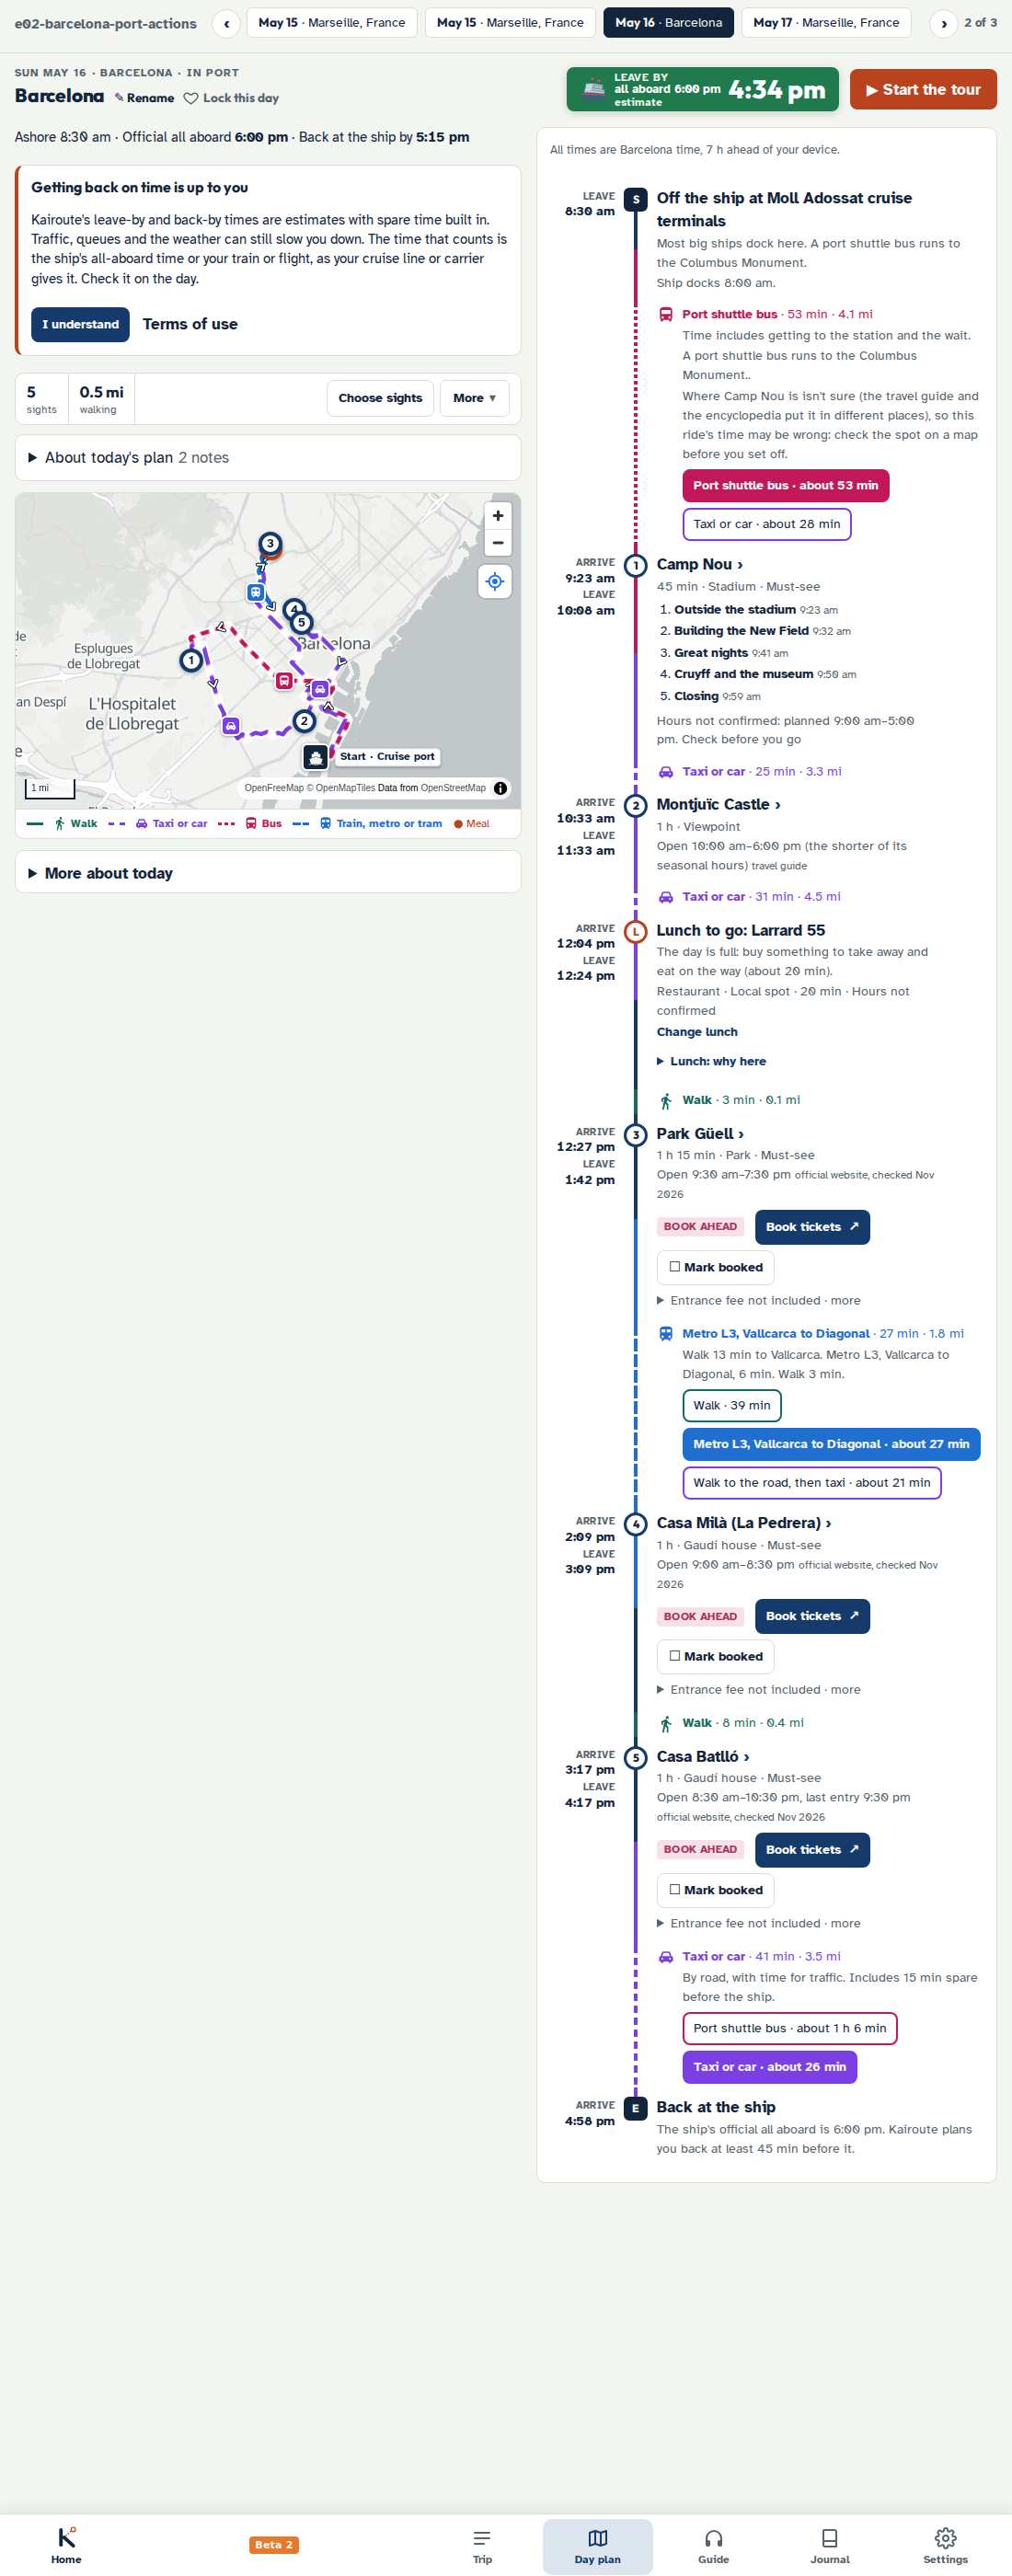 e02-barcelona-port-actions
‹
May 15 · Marseille, France
May 15 · Marseille, France
May 16 · Barcelona
May 17 · Marseille, France
›
2 of 3
SUN MAY 16 · BARCELONA · IN PORT
Barcelona
✎ Rename
Lock this day
LEAVE BY
all aboard 6:00 pm
estimate
4:34 pm
▶ Start the tour
Ashore 8:30 am · Official all aboard 6:00 pm · Back at the ship by 5:15 pm
Getting back on time is up to you
Kairoute's leave-by and back-by times are estimates with spare time built in.
Traffic, queues and the weather can still slow you down. The time that counts is
the ship's all-aboard time or your train or flight, as your cruise line or carrier
gives it. Check it on the day.
I understand
Terms of use
5
sights
0.5 mi
walking
Choose sights
More ▾
▶ About today's plan 2 notes
+
−
3
4
5
Barcelona
de
Esplugues
de Llobregat
1
an Despí
L'Hospitalet
de Llobregat
2
e
Start · Cruise port
1 mi
OpenFreeMap © OpenMapTiles Data from OpenStreetMap
Walk
Taxi or car
Bus
Train, metro or tram
Meal
▶ More about today
All times are Barcelona time, 7 h ahead of your device.
LEAVE
8:30 am
S
Off the ship at Moll Adossat cruise
terminals
Most big ships dock here. A port shuttle bus runs to
the Columbus Monument.
Ship docks 8:00 am.
Port shuttle bus · 53 min · 4.1 mi
Time includes getting to the station and the wait.
A port shuttle bus runs to the Columbus
Monument..
Where Camp Nou is isn't sure (the travel guide and
the encyclopedia put it in different places), so this
ride's time may be wrong: check the spot on a map
before you set off.
Port shuttle bus · about 53 min
Taxi or car · about 28 min
ARRIVE
9:23 am
LEAVE
10:08 am
1
Camp Nou ›
45 min · Stadium · Must-see
1. Outside the stadium 9:23 am
2. Building the New Field 9:32 am
3. Great nights 9:41 am
4. Cruyff and the museum 9:50 am
5. Closing 9:59 am
Hours not confirmed: planned 9:00 am–5:00
pm. Check before you go
Taxi or car · 25 min · 3.3 mi
ARRIVE
10:33 am
LEAVE
11:33 am
2
Montjuïc Castle ›
1 h · Viewpoint
Open 10:00 am–6:00 pm (the shorter of its
seasonal hours) travel guide
Taxi or car · 31 min · 4.5 mi
ARRIVE
12:04 pm
LEAVE
12:24 pm
L
Lunch to go: Larrard 55
The day is full: buy something to take away and
eat on the way (about 20 min).
Restaurant · Local spot · 20 min · Hours not
confirmed
Change lunch
▶ Lunch: why here
Walk · 3 min · 0.1 mi
ARRIVE
12:27 pm
LEAVE
1:42 pm
3
Park Güell ›
1 h 15 min · Park · Must-see
Open 9:30 am–7:30 pm official website, checked Nov
2026
BOOK AHEAD
Book tickets ↗
☐ Mark booked
▶ Entrance fee not included · more
Metro L3, Vallcarca to Diagonal · 27 min · 1.8 mi
Walk 13 min to Vallcarca. Metro L3, Vallcarca to
Diagonal, 6 min. Walk 3 min.
Walk · 39 min
Metro L3, Vallcarca to Diagonal · about 27 min
Walk to the road, then taxi · about 21 min
ARRIVE
2:09 pm
LEAVE
3:09 pm
4
Casa Milà (La Pedrera) ›
1 h · Gaudí house · Must-see
Open 9:00 am–8:30 pm official website, checked Nov
2026
BOOK AHEAD
Book tickets ↗
☐ Mark booked
▶ Entrance fee not included · more
Walk · 8 min · 0.4 mi
ARRIVE
3:17 pm
LEAVE
4:17 pm
5
Casa Batlló ›
1 h · Gaudí house · Must-see
Open 8:30 am–10:30 pm, last entry 9:30 pm
official website, checked Nov 2026
BOOK AHEAD
Book tickets ↗
☐ Mark booked
▶ Entrance fee not included · more
Taxi or car · 41 min · 3.5 mi
By road, with time for traffic. Includes 15 min spare
before the ship.
Port shuttle bus · about 1 h 6 min
Taxi or car · about 26 min
ARRIVE
4:58 pm
E
Back at the ship
The ship's official all aboard is 6:00 pm. Kairoute plans
you back at least 45 min before it.
Home
Beta 2
Trip
Day plan
Guide
Journal
Settings